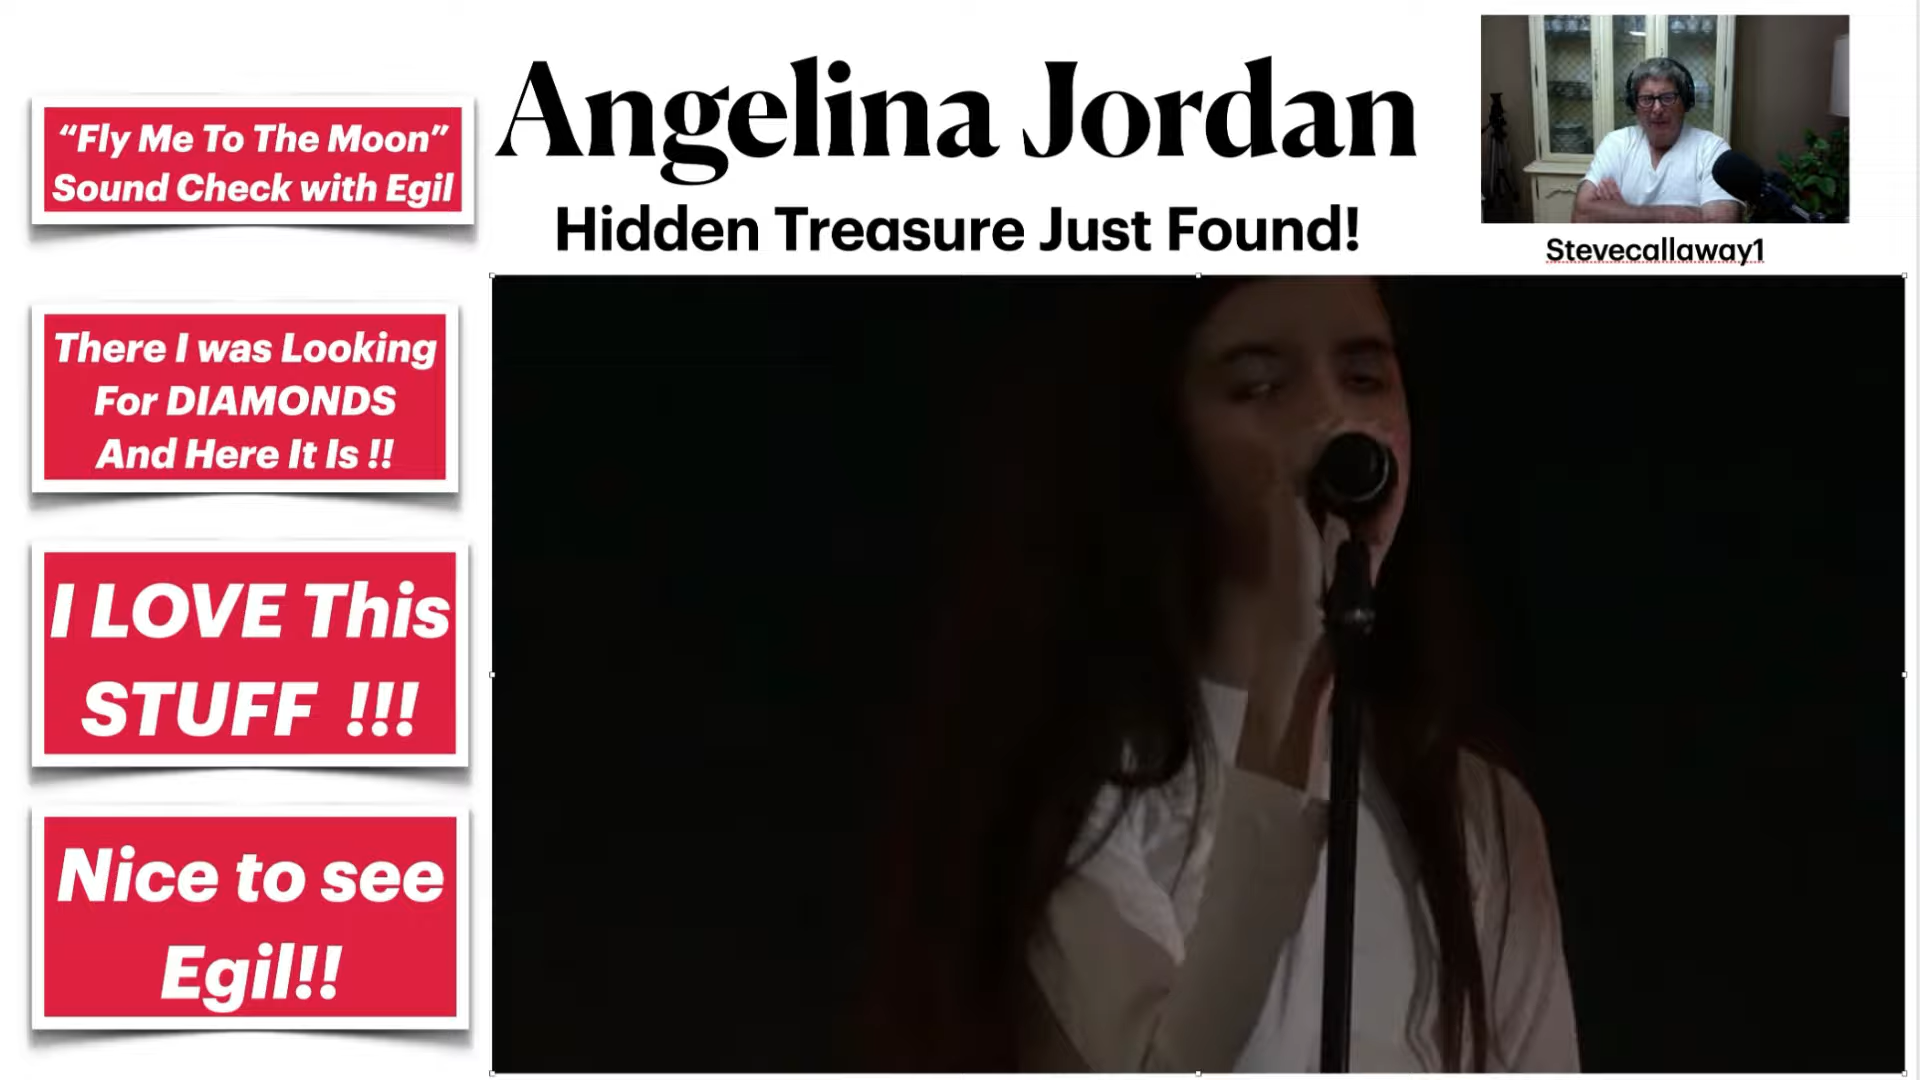 Angelina Jordan
Hidden Treasure Just Found!
Stevecallaway1
“Fly Me To The Moon”
Sound Check with Egil
There I was Looking
For DIAMONDS
And Here It Is !!
I LOVE This
STUFF !!!
Nice to see
Egil!!